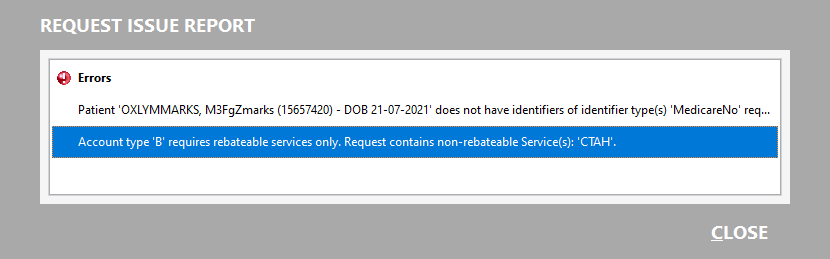 REQUEST ISSUE REPORT
Errors
Patient 'OXLYMMARKS, M3FgZmarks (15657420) - DOB 21-07-2021' does not have identifiers of identifier type(s) 'MedicareNo' req...
Account type 'B' requires rebateable services only. Request contains non-rebateable Service(s): 'CTAH'.
CLOSE